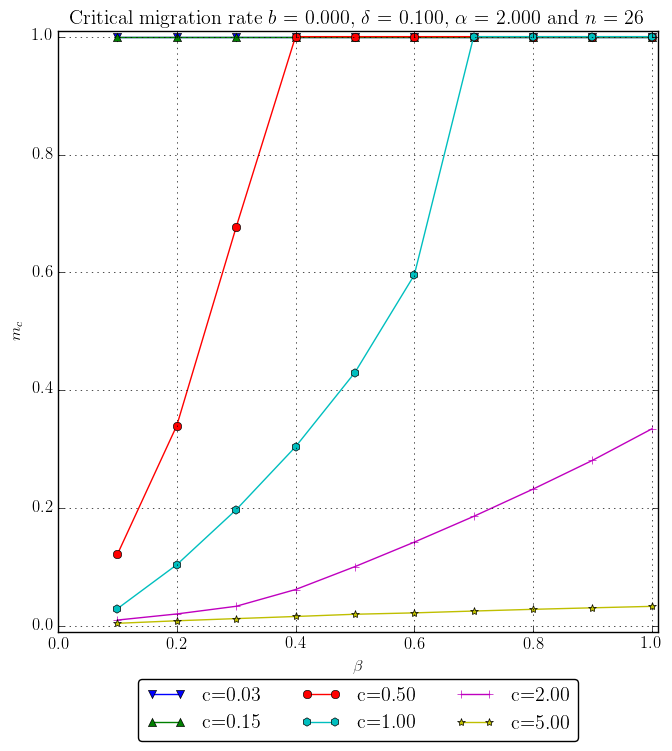 Critical migration rate b = 0.000, δ = 0.100, α = 2.000 and n = 26
1.0
0.8
0.6
0.4
0.2
0.0
m_c
0.0 0.2 0.4 0.6 0.8 1.0
β
c=0.03 c=0.50 c=2.00
c=0.15 c=1.00 c=5.00